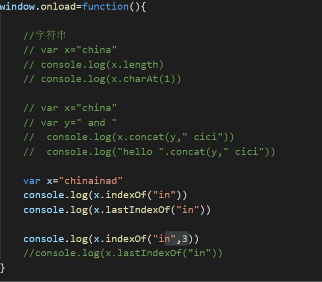 window.onload=function(){
//字符串
// var x="china"
// console.log(x.length)
// console.log(x.charAt(1))
// var x="china"
// var y=" and "
//  console.log(x.concat(y," cici"))
//  console.log("hello ".concat(y," cici"))
var x="chinainad"
console.log(x.indexOf("in"))
console.log(x.lastIndexOf("in"))
console.log(x.indexOf("in",3))
//console.log(x.lastIndexOf("in"))
}